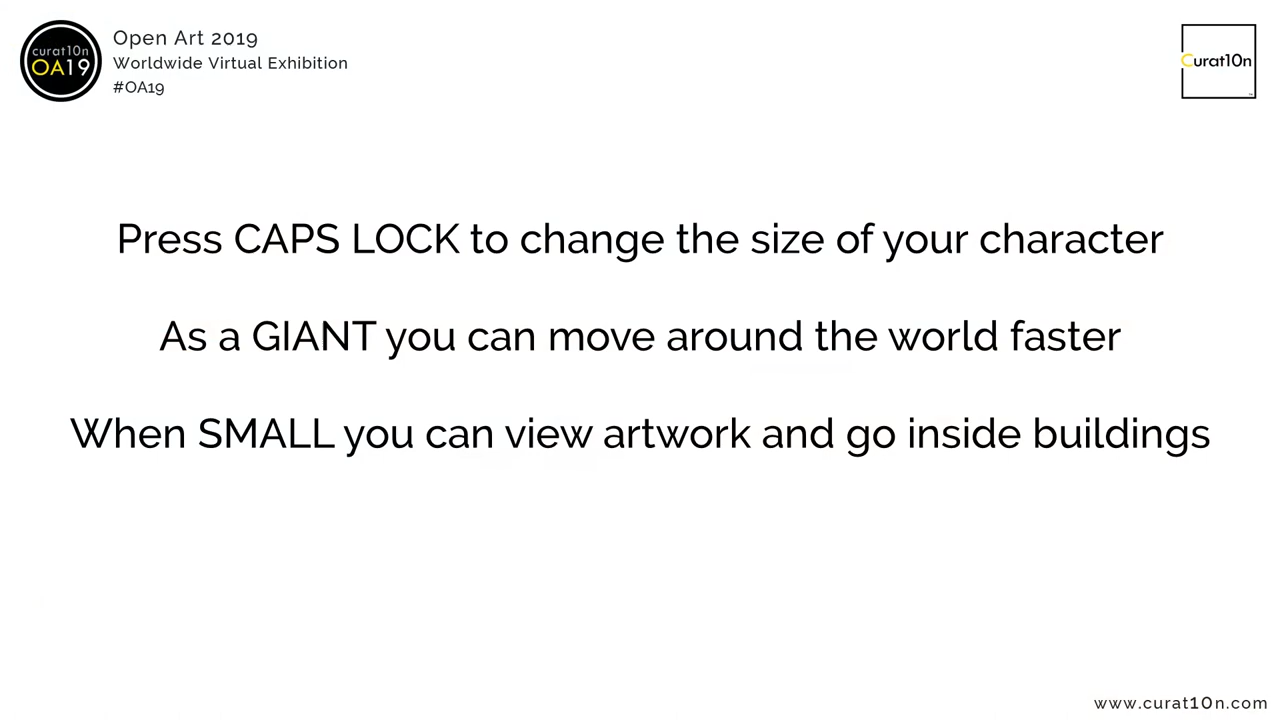 curat10n
OA19
Open Art 2019
Worldwide Virtual Exhibition
#OA19
Curat10n
Press CAPS LOCK to change the size of your character
As a GIANT you can move around the world faster
When SMALL you can view artwork and go inside buildings
www.curat10n.com